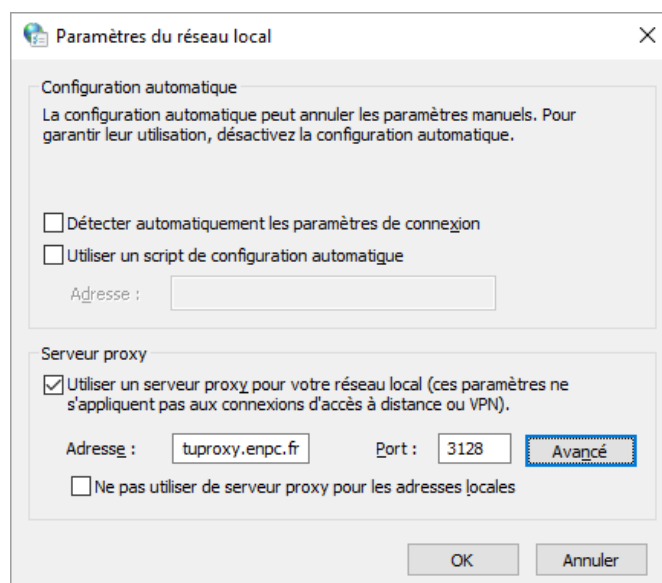 Paramètres du réseau local
Configuration automatique
La configuration automatique peut annuler les paramètres manuels. Pour
garantir leur utilisation, désactivez la configuration automatique.
Détecter automatiquement les paramètres de connexion
Utiliser un script de configuration automatique
Adresse :
Serveur proxy
Utiliser un serveur proxy pour votre réseau local (ces paramètres ne
s'appliquent pas aux connexions d'accès à distance ou VPN).
Adresse : tuproxy.enpc.fr Port : 3128 Avancé
Ne pas utiliser de serveur proxy pour les adresses locales
OK Annuler